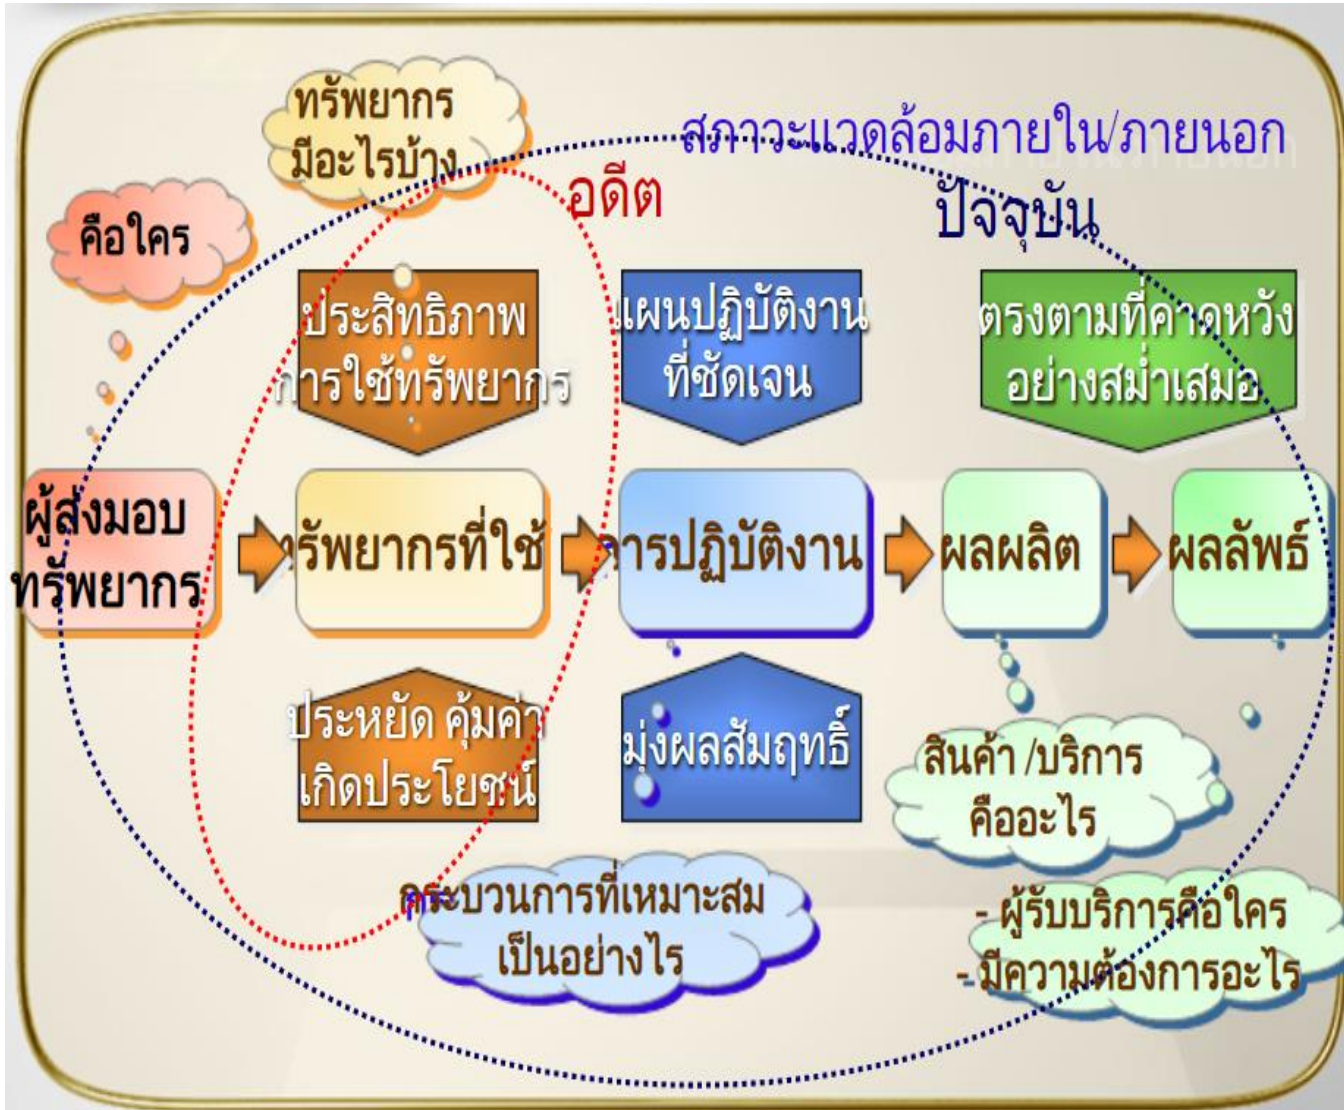 ทรัพยากร
มีอะไรบ้าง
สภาวะแวดล้อมภายใน/ภายนอก
อดีต
ปัจจุบัน
คือใคร
ประสิทธิภาพ
การใช้ทรัพยากร
แผนปฏิบัติงาน
ที่ชัดเจน
ตรงตามที่คาดหวัง
อย่างสม่ำเสมอ
ผู้ส่งมอบ
ทรัพยากร
ทรัพยากรที่ใช้
การปฏิบัติงาน
ผลผลิต
ผลลัพธ์
ประหยัด คุ้มค่า
เกิดประโยชน์
มุ่งผลสัมฤทธิ์
สินค้า /บริการ
คืออะไร
กระบวนการที่เหมาะสม
เป็นอย่างไร
- ผู้รับบริการคือใคร
- มีความต้องการอะไร